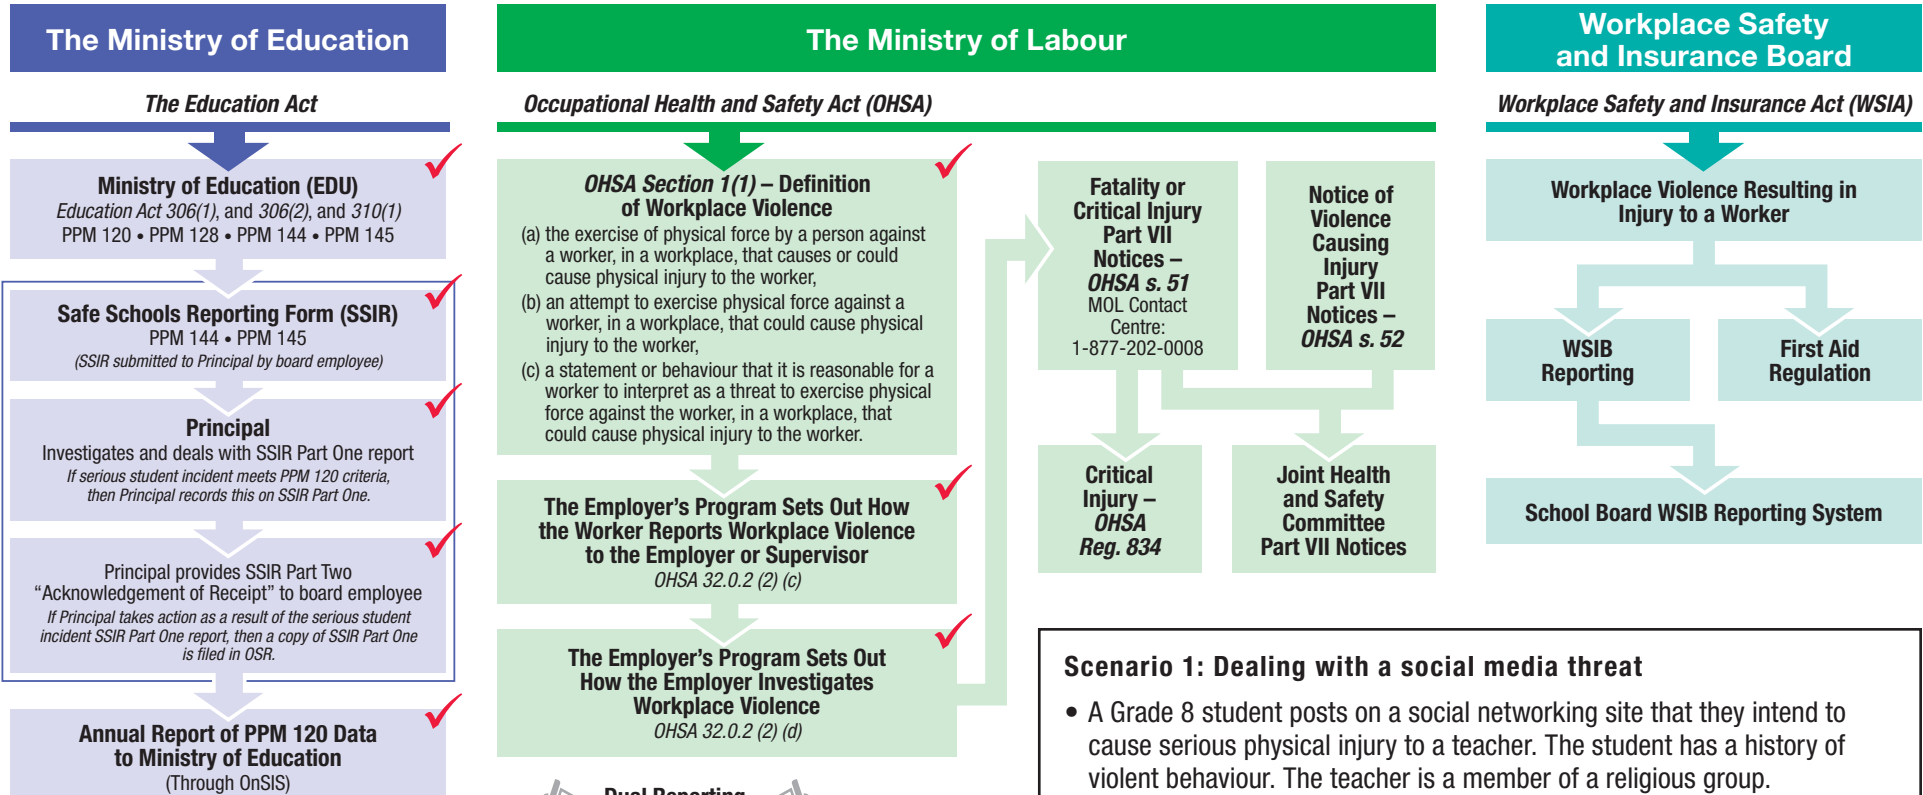 The Ministry of Education
The Education Act
Ministry of Education (EDU)
Education Act 306(1), and 306(2), and 310(1)
PPM 120 • PPM 128 • PPM 144 • PPM 145
Safe Schools Reporting Form (SSIR)
PPM 144 • PPM 145
(SSIR submitted to Principal by board employee)
Principal
Investigates and deals with SSIR Part One report
If serious student incident meets PPM 120 criteria,
then Principal records this on SSIR Part One.
Principal provides SSIR Part Two
“Acknowledgement of Receipt” to board employee
If Principal takes action as a result of the serious student
incident SSIR Part One report, then a copy of SSIR Part One
is filed in OSR.
Annual Report of PPM 120 Data
to Ministry of Education
(Through OnSIS)
The Ministry of Labour
Occupational Health and Safety Act (OHSA)
OHSA Section 1(1) – Definition
of Workplace Violence
(a) the exercise of physical force by a person against
a worker, in a workplace, that causes or could
cause physical injury to the worker,
(b) an attempt to exercise physical force against a
worker, in a workplace, that could cause physical
injury to the worker,
(c) a statement or behaviour that it is reasonable for a
worker to interpret as a threat to exercise physical
force against the worker, in a workplace, that
could cause physical injury to the worker.
The Employer’s Program Sets Out How
the Worker Reports Workplace Violence
to the Employer or Supervisor
OHSA 32.0.2 (2) (c)
The Employer’s Program Sets Out
How the Employer Investigates
Workplace Violence
OHSA 32.0.2 (2) (d)
Dual Reporting
Fatality or
Critical Injury
Part VII
Notices –
OHSA s. 51
MOL Contact
Centre:
1-877-202-0008
Notice of
Violence
Causing
Injury
Part VII
Notices –
OHSA s. 52
Critical
Injury –
OHSA
Reg. 834
Joint Health
and Safety
Committee
Part VII Notices
Workplace Safety
and Insurance Board
Workplace Safety and Insurance Act (WSIA)
Workplace Violence Resulting in
Injury to a Worker
WSIB
Reporting
First Aid
Regulation
School Board WSIB Reporting System
Scenario 1: Dealing with a social media threat
• A Grade 8 student posts on a social networking site that they intend to
cause serious physical injury to a teacher. The student has a history of
violent behaviour. The teacher is a member of a religious group.